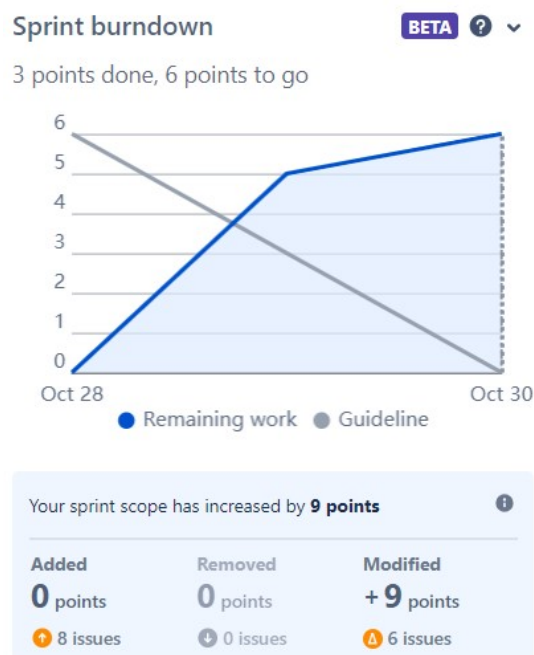 Sprint burndown BETA ?
3 points done, 6 points to go
6
5
4
3
2
1
0
Oct 28 Oct 30
Remaining work Guideline
Your sprint scope has increased by 9 points
Added Removed Modified
0 points 0 points +9 points
8 issues 0 issues 6 issues